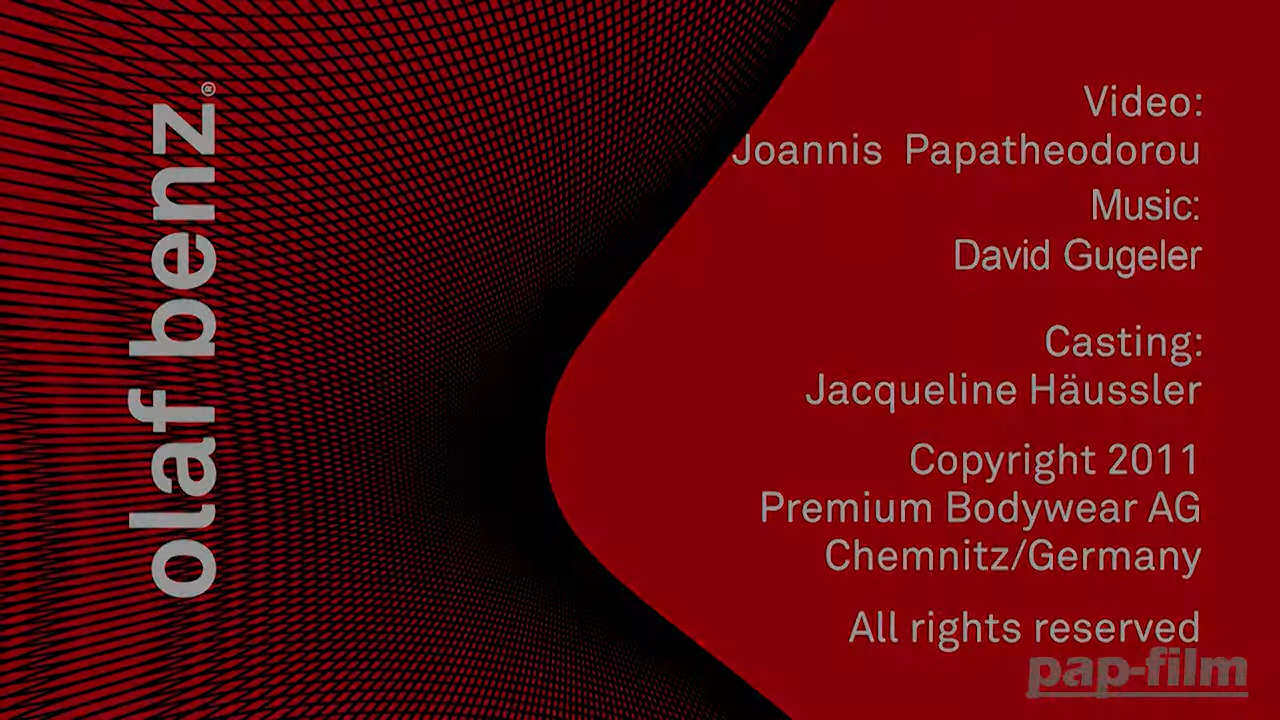 olaf benz®
Video:
Joannis Papatheodorou
Music:
David Gugeler
Casting:
Jacqueline Häussler
Copyright 2011
Premium Bodywear AG
Chemnitz/Germany
All rights reserved
pap-film